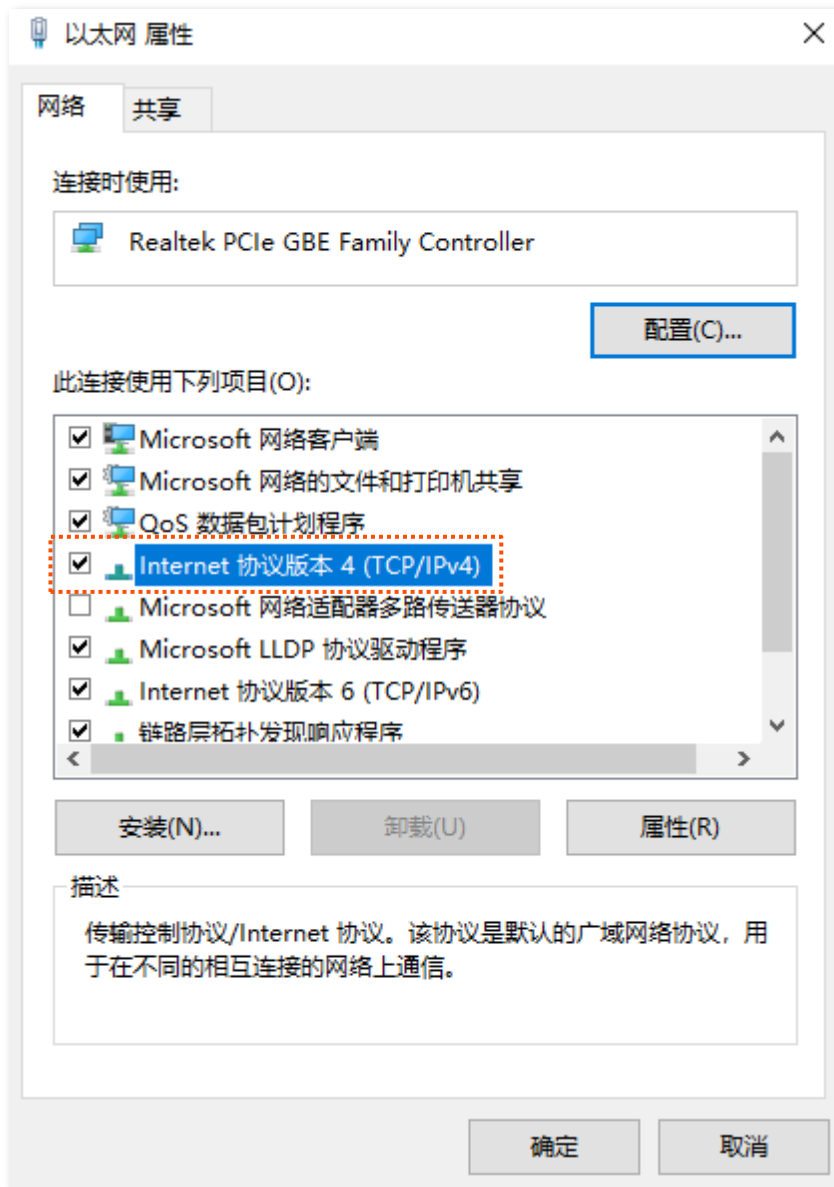 以太网 属性
网络
共享
连接时使用:
Realtek PCIe GBE Family Controller
配置(C)...
此连接使用下列项目(O):
Microsoft 网络客户端
Microsoft 网络的文件和打印机共享
QoS 数据包计划程序
Internet 协议版本 4 (TCP/IPv4)
Microsoft 网络适配器多路传送器协议
Microsoft LLDP 协议驱动程序
Internet 协议版本 6 (TCP/IPv6)
链路层拓扑发现响应程序
安装(N)...
卸载(U)
属性(R)
描述
传输控制协议/Internet 协议。该协议是默认的广域网络协议，用
于在不同的相互连接的网络上通信。
确定
取消